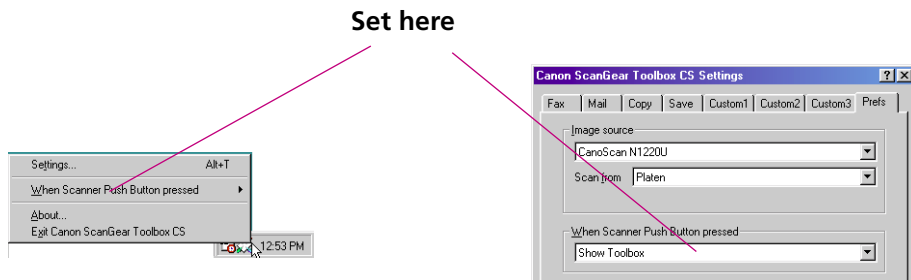 Set here
Settings... Alt+T
When Scanner Push Button pressed
About...
Exit Canon ScanGear Toolbox CS
12:53 PM
Canon ScanGear Toolbox CS Settings
Fax Mail Copy Save Custom1 Custom2 Custom3 Prefs
Image source
CanoScan N1220U
Scan from Platen
When Scanner Push Button pressed
Show Toolbox